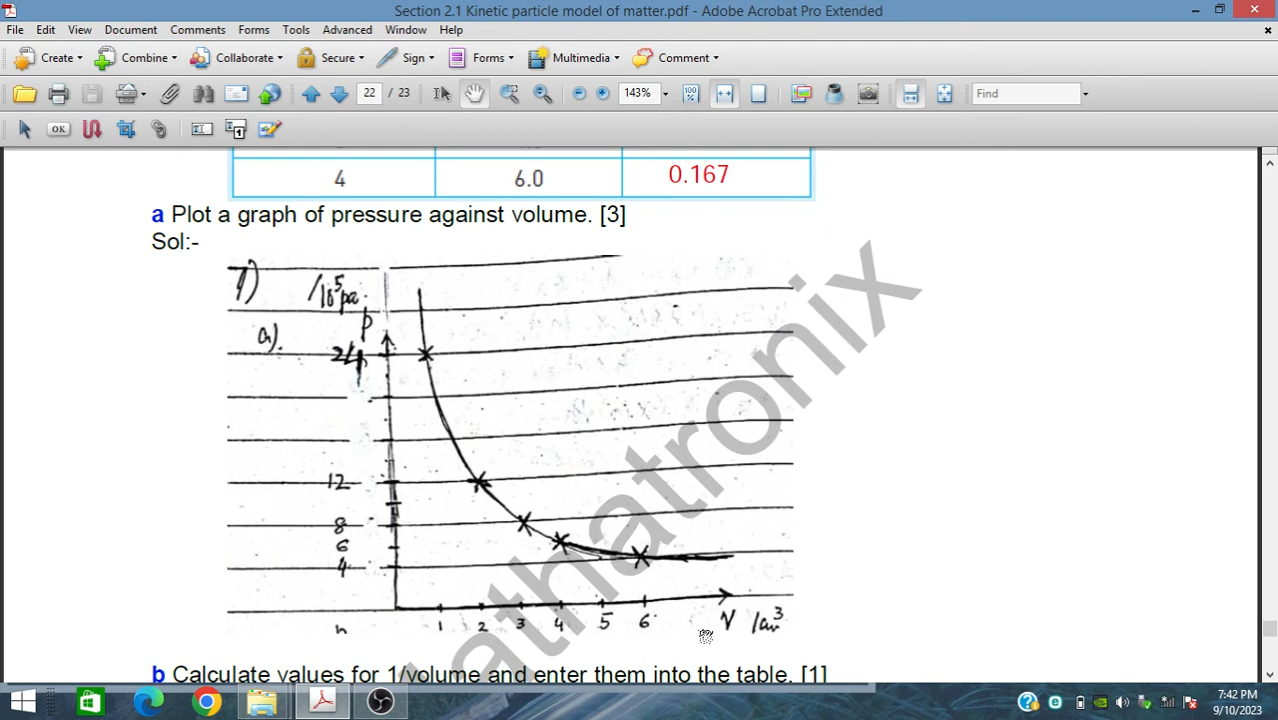 Section 2.1 Kinetic particle model of matter.pdf - Adobe Acrobat Pro Extended
File Edit View Document Comments Forms Tools Advanced Window Help
Create Combine Collaborate Secure Sign Forms Multimedia Comment
22 / 23 143% Find
OK
4 6.0 0.167
a Plot a graph of pressure against volume. [3]
Sol:-
/10⁵pa.
p
a).
24
12
8
6
4
1 2 3 4 5 6 V /cm³
athatronix
b Calculate values for 1/volume and enter them into the table. [1]
7:42 PM
9/10/2023